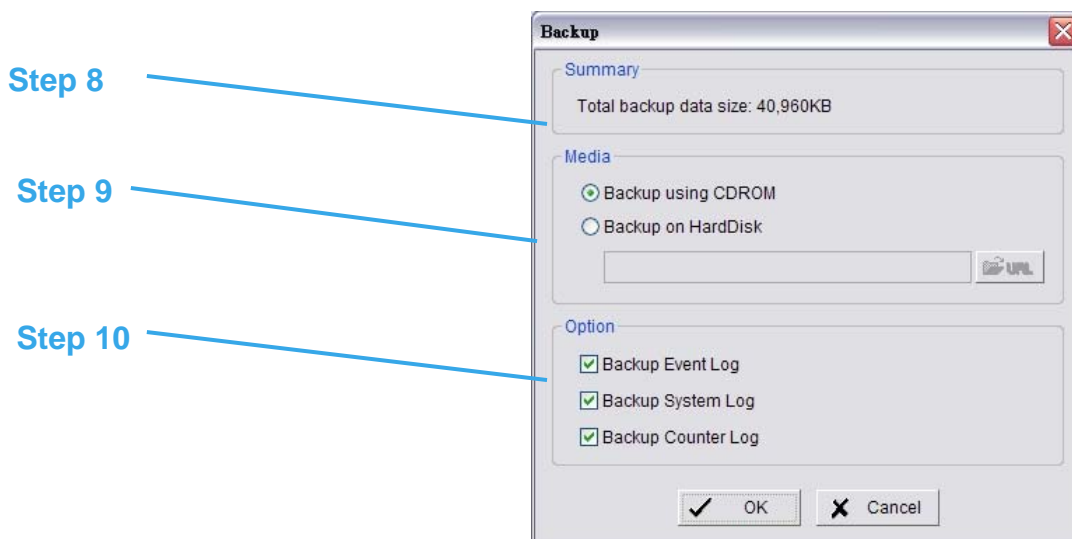 Backup
Step 8
Summary
Total backup data size: 40,960KB
Step 9
Media
Backup using CDROM
Backup on HardDisk
URL
Step 10
Option
Backup Event Log
Backup System Log
Backup Counter Log
OK
Cancel